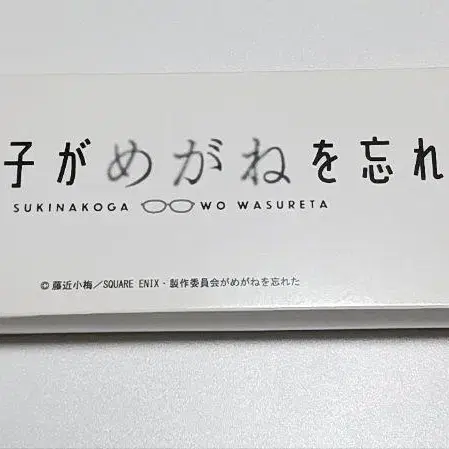 子がめがねを忘れ
SUKINAKOGA WO WASURETA
© 藤近小梅／SQUARE ENIX・製作委員会がめがねを忘れた